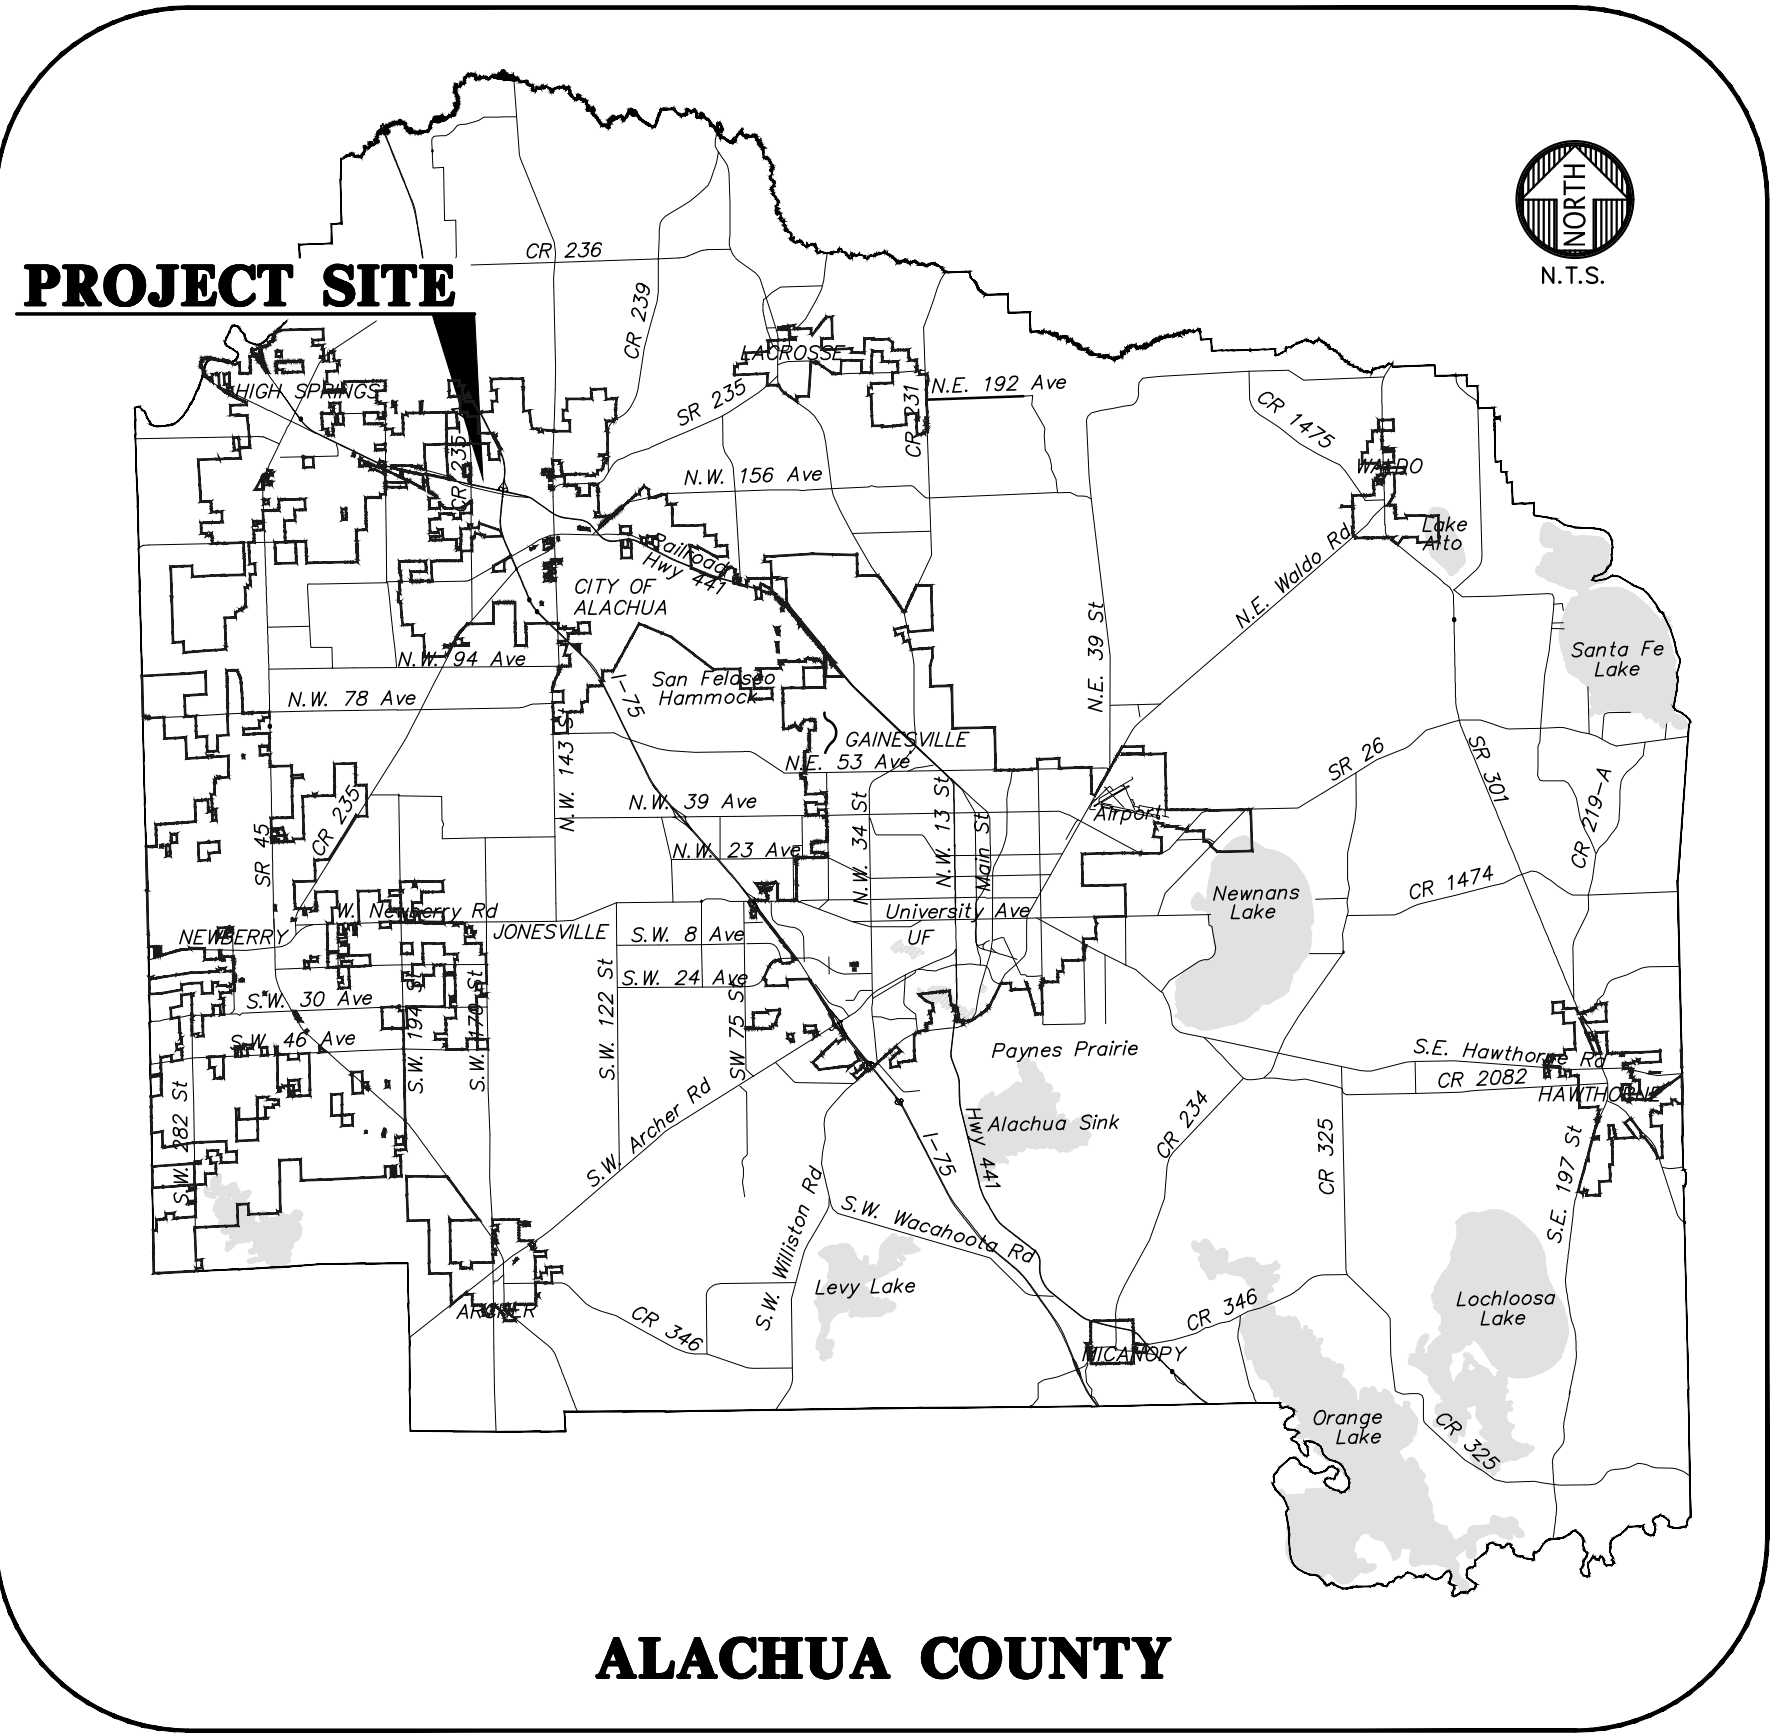 NORTH
N.T.S.
CR 236
PROJECT SITE
CR 239
LACROSSE
HIGH SPRINGS
N.E. 192 Ave
SR 235
CR 231
CR 1475
CR 235
WALDO
N.W. 156 Ave
Lake
Alto
Railroad
Hwy 441
N.E. Waldo Rd
CITY OF
ALACHUA
N.E. 39 St
Santa Fe
Lake
N.W. 94 Ave
San Felasco
Hammock
I-75
N.W. 78 Ave
N.W. 143 St
GAINESVILLE
N.E. 53 Ave
SR 26
SR 301
CR 219-A
N.W. 39 Ave
CR 235
N.W. 34 St
N.W. 13 St
Main St
Airport
SR 45
N.W. 23 Ave
CR 1474
Newnans
Lake
W. Newberry Rd
University Ave
NEWBERRY
JONESVILLE
S.W. 8 Ave
UF
S.W. 24 Ave
S.W. 30 Ave
S.W. 122 St
SW 75 St
S.W. 194 St
S.W. 170 St
S.W. 46 Ave
Paynes Prairie
S.E. Hawthorne Rd
CR 2082
HAWTHORNE
S.W. 282 St
S.W. Archer Rd
Alachua Sink
Hwy 441
I-75
CR 234
CR 325
S.E. 197 St
S.W. Williston Rd
S.W. Wacahoota Rd
Levy Lake
Lochloosa
Lake
ARCHER
CR 346
CR 346
MICANOPY
Orange
Lake
CR 325
ALACHUA COUNTY